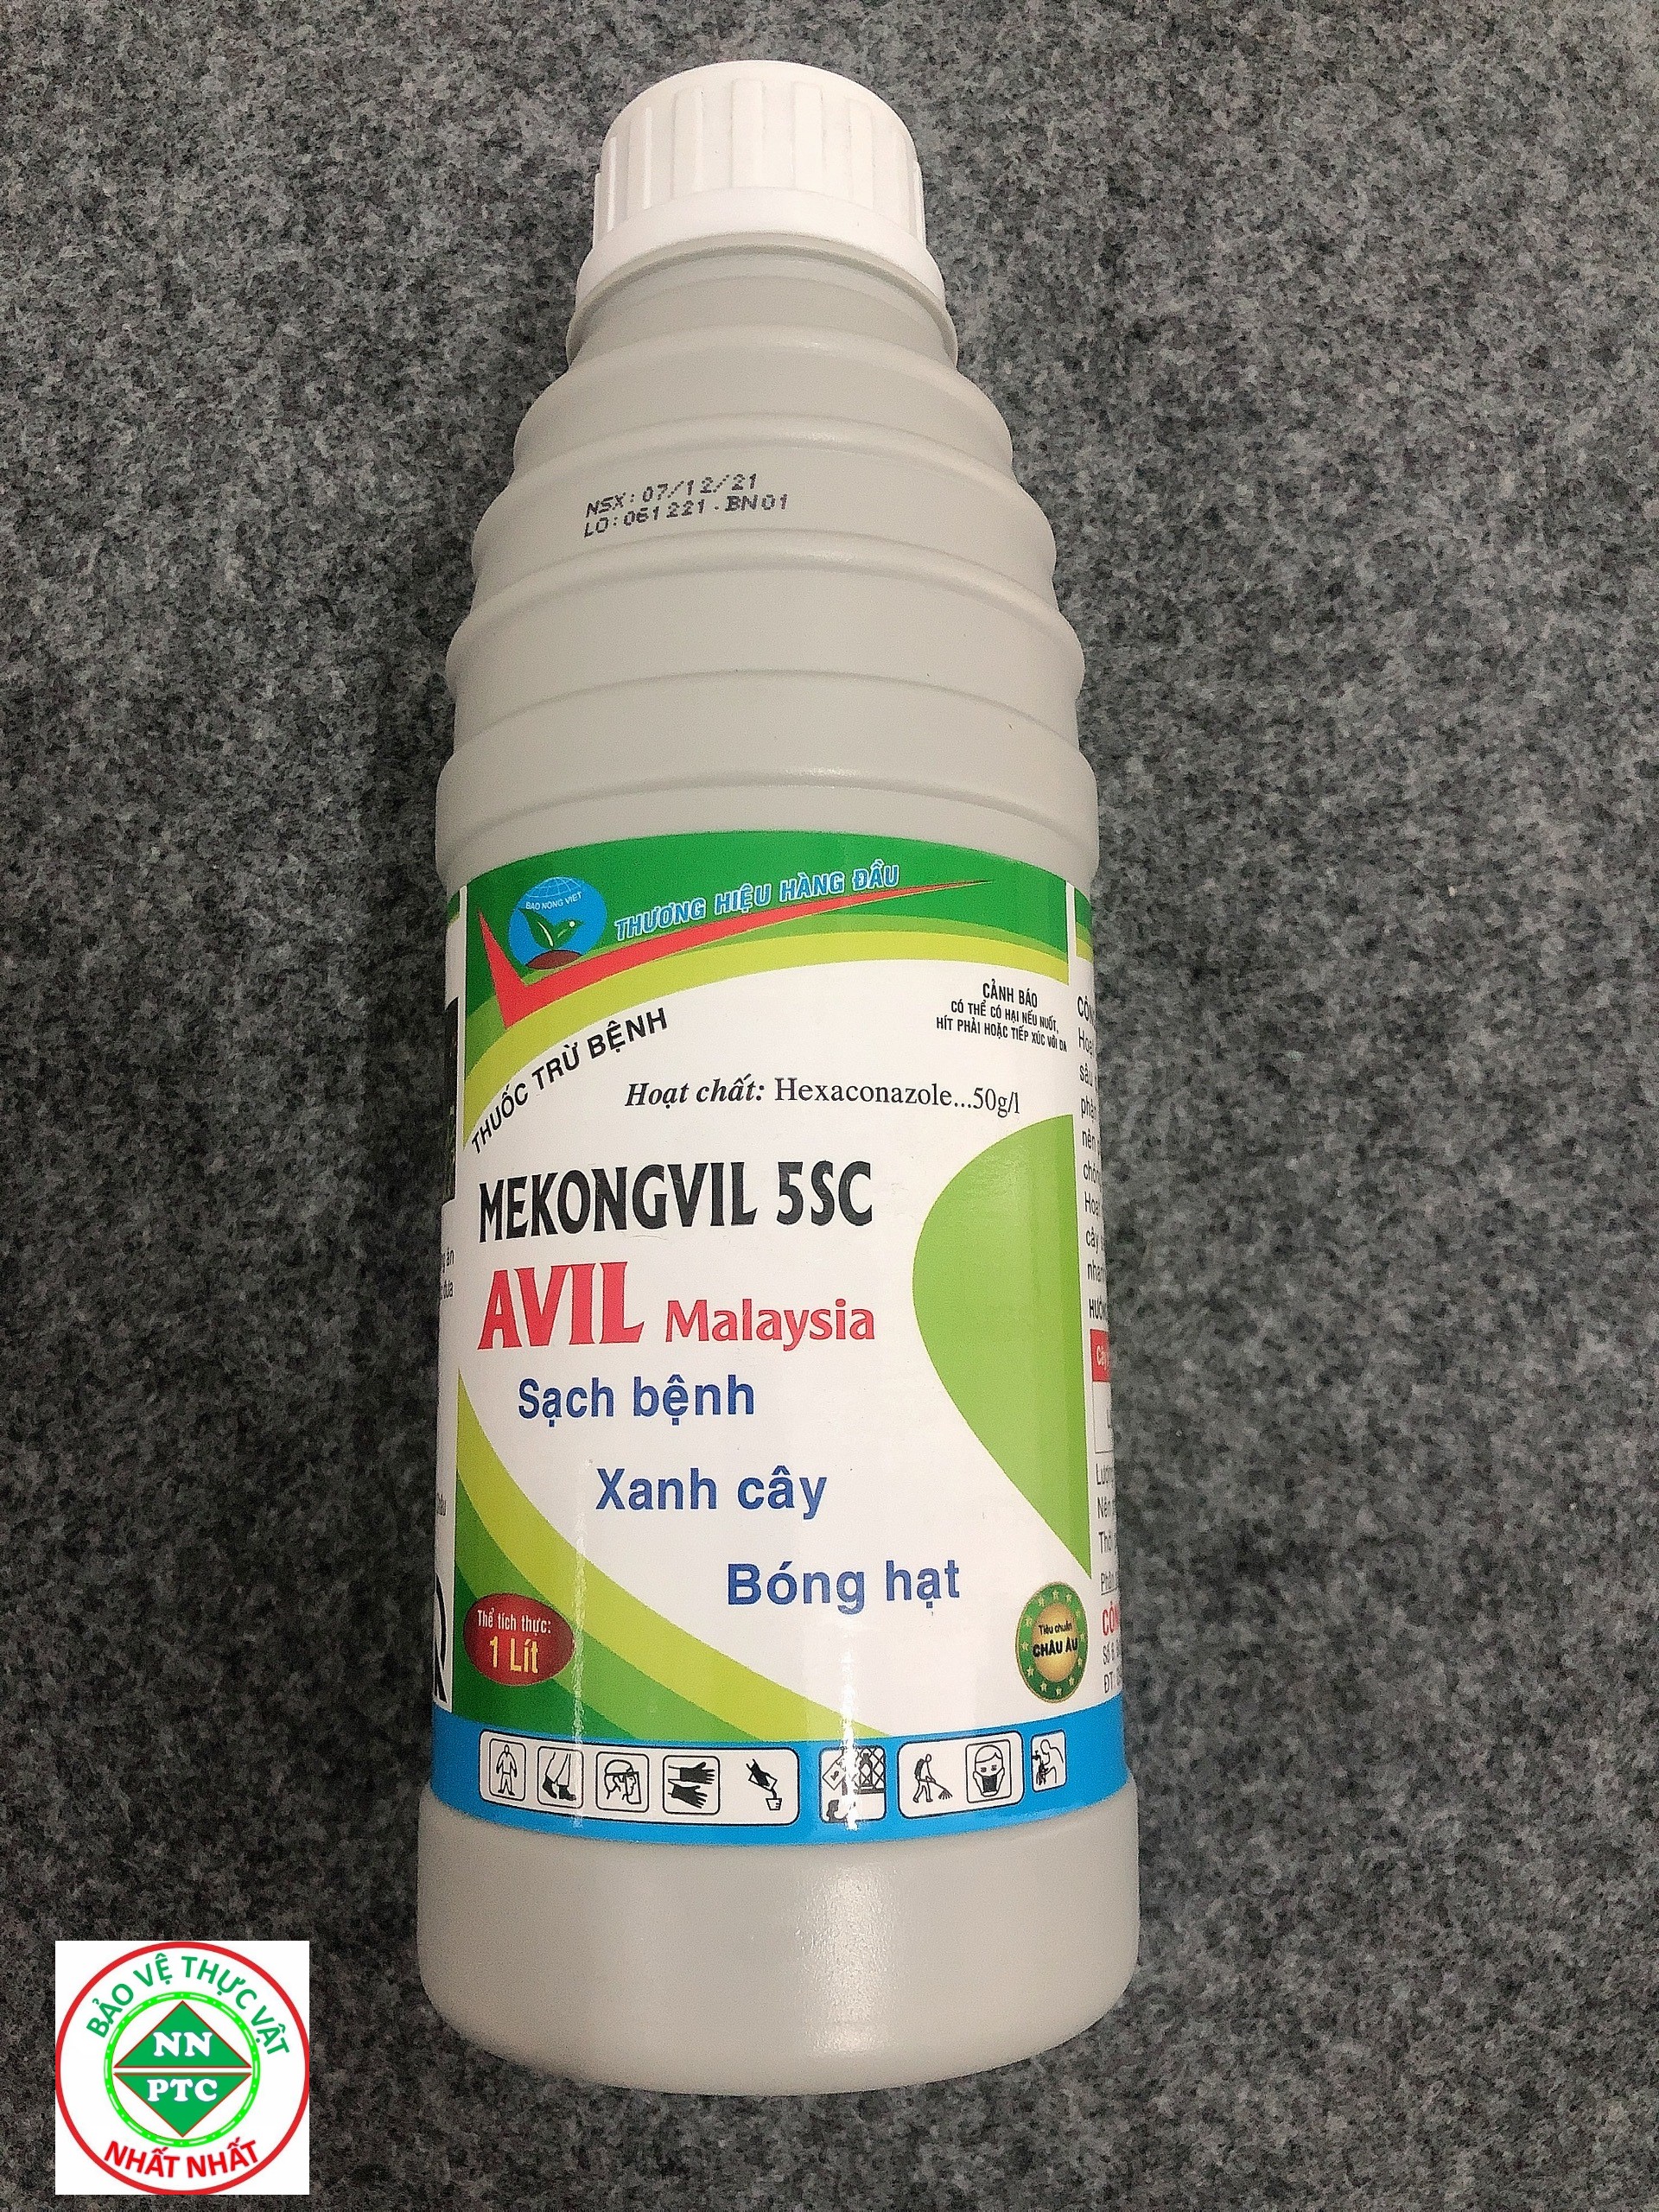 NSX: 07/12/21
LO: 061221.BN01
BAO NONG VIET
THƯƠNG HIỆU HÀNG ĐẦU
CẢNH BÁO
CÓ THỂ CÓ HẠI NẾU NUỐT,
HÍT PHẢI HOẶC TIẾP XÚC VỚI DA
THUỐC TRỪ BỆNH
Hoạt chất: Hexaconazole...50g/l
MEKONGVIL 5SC
AVIL Malaysia
Sạch bệnh
Xanh cây
Bóng hạt
Thể tích thực:
1 Lít
Tiêu chuẩn
CHÂU ÂU
BẢO VỆ THỰC VẬT
NN
PTC
NHẤT NHẤT